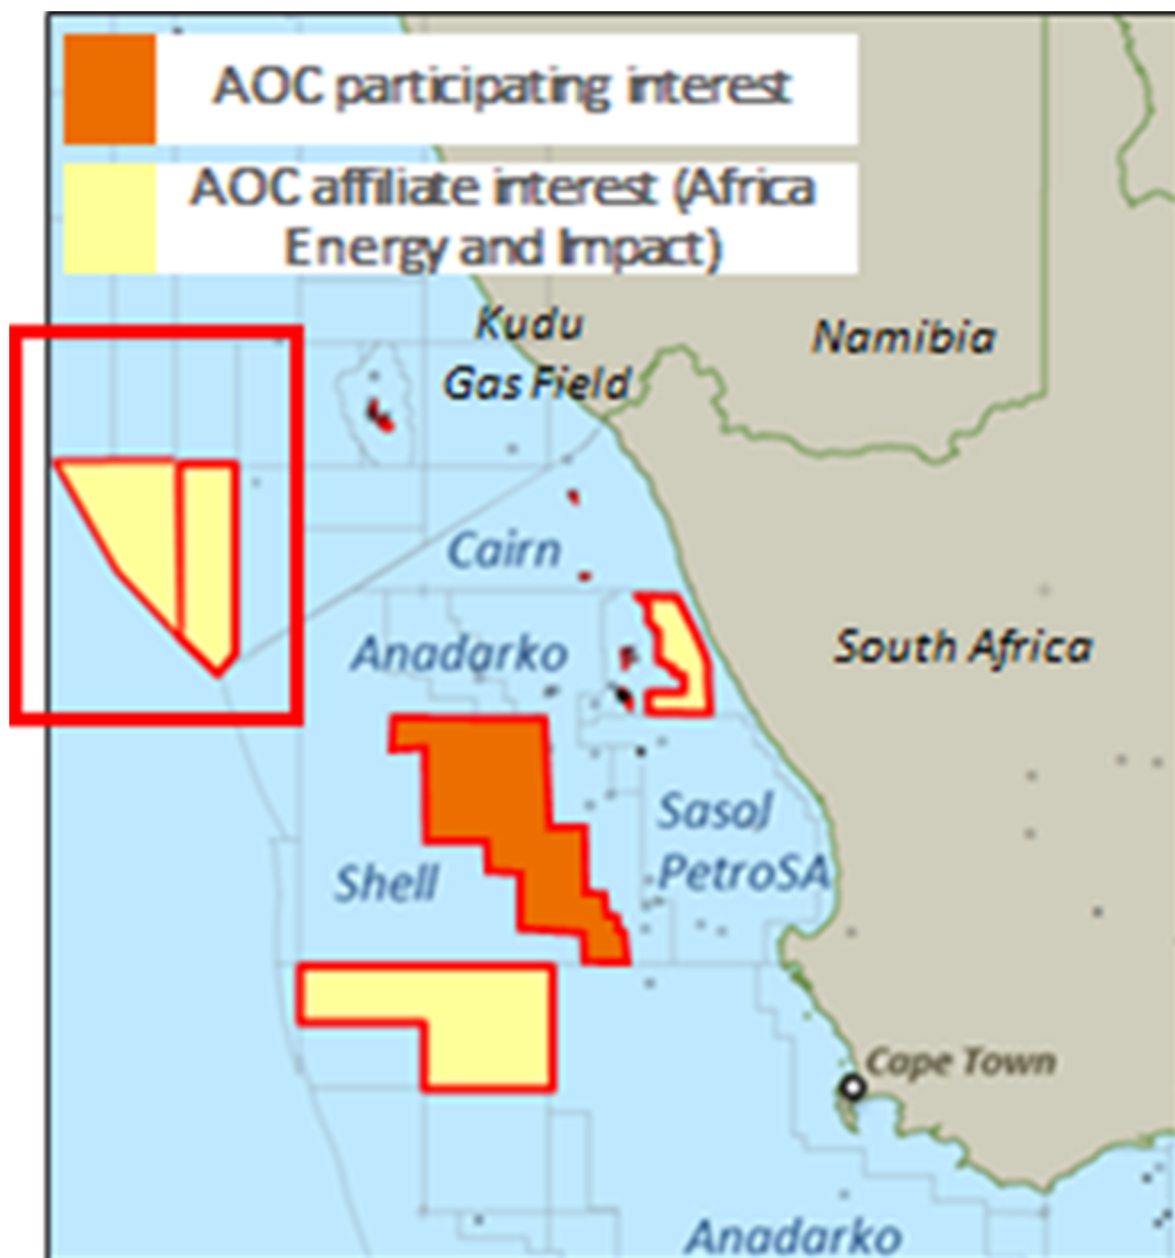 AOC participating interest
AOC affiliate interest (Africa
Energy and Impact)
Kudu
Gas Field
Namibia
Cairn
Anadarko
South Africa
Sasol
PetroSA
Shell
Cape Town
Anadarko